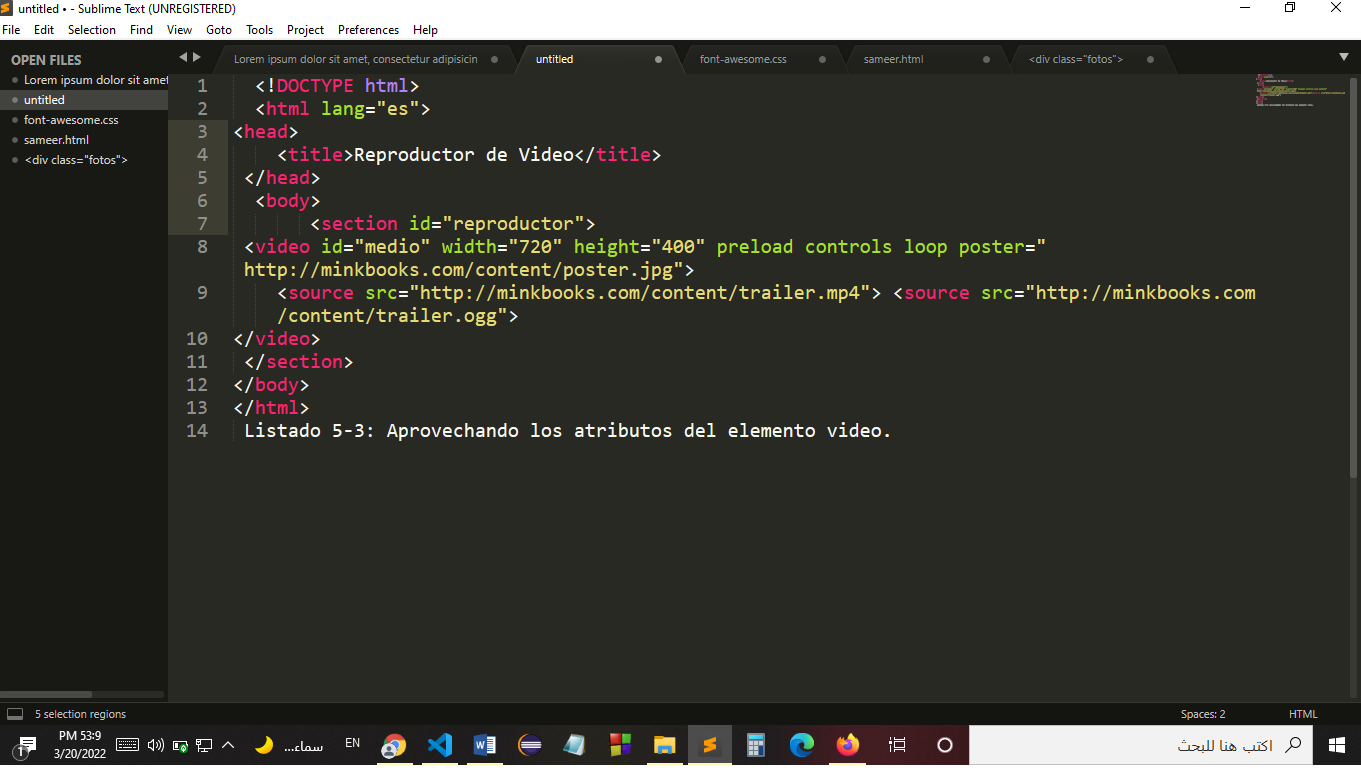 untitled • - Sublime Text (UNREGISTERED)
File Edit Selection Find View Goto Tools Project Preferences Help
OPEN FILES
Lorem ipsum dolor sit amet
untitled
font-awesome.css
sameer.html
<div class="fotos">
Lorem ipsum dolor sit amet, consectetur adipisicin
untitled
font-awesome.css
sameer.html
<div class="fotos">
1 <!DOCTYPE html>
2 <html lang="es">
3 <head>
4 <title>Reproductor de Video</title>
5 </head>
6 <body>
7 <section id="reproductor">
8 <video id="medio" width="720" height="400" preload controls loop poster="
http://minkbooks.com/content/poster.jpg">
9 <source src="http://minkbooks.com/content/trailer.mp4"> <source src="http://minkbooks.com
/content/trailer.ogg">
10 </video>
11 </section>
12 </body>
13 </html>
14 Listado 5-3: Aprovechando los atributos del elemento video.
5 selection regions
Spaces: 2
HTML
1
PM 53:9
3/20/2022
سماء...
EN
اكتب هنا للبحث